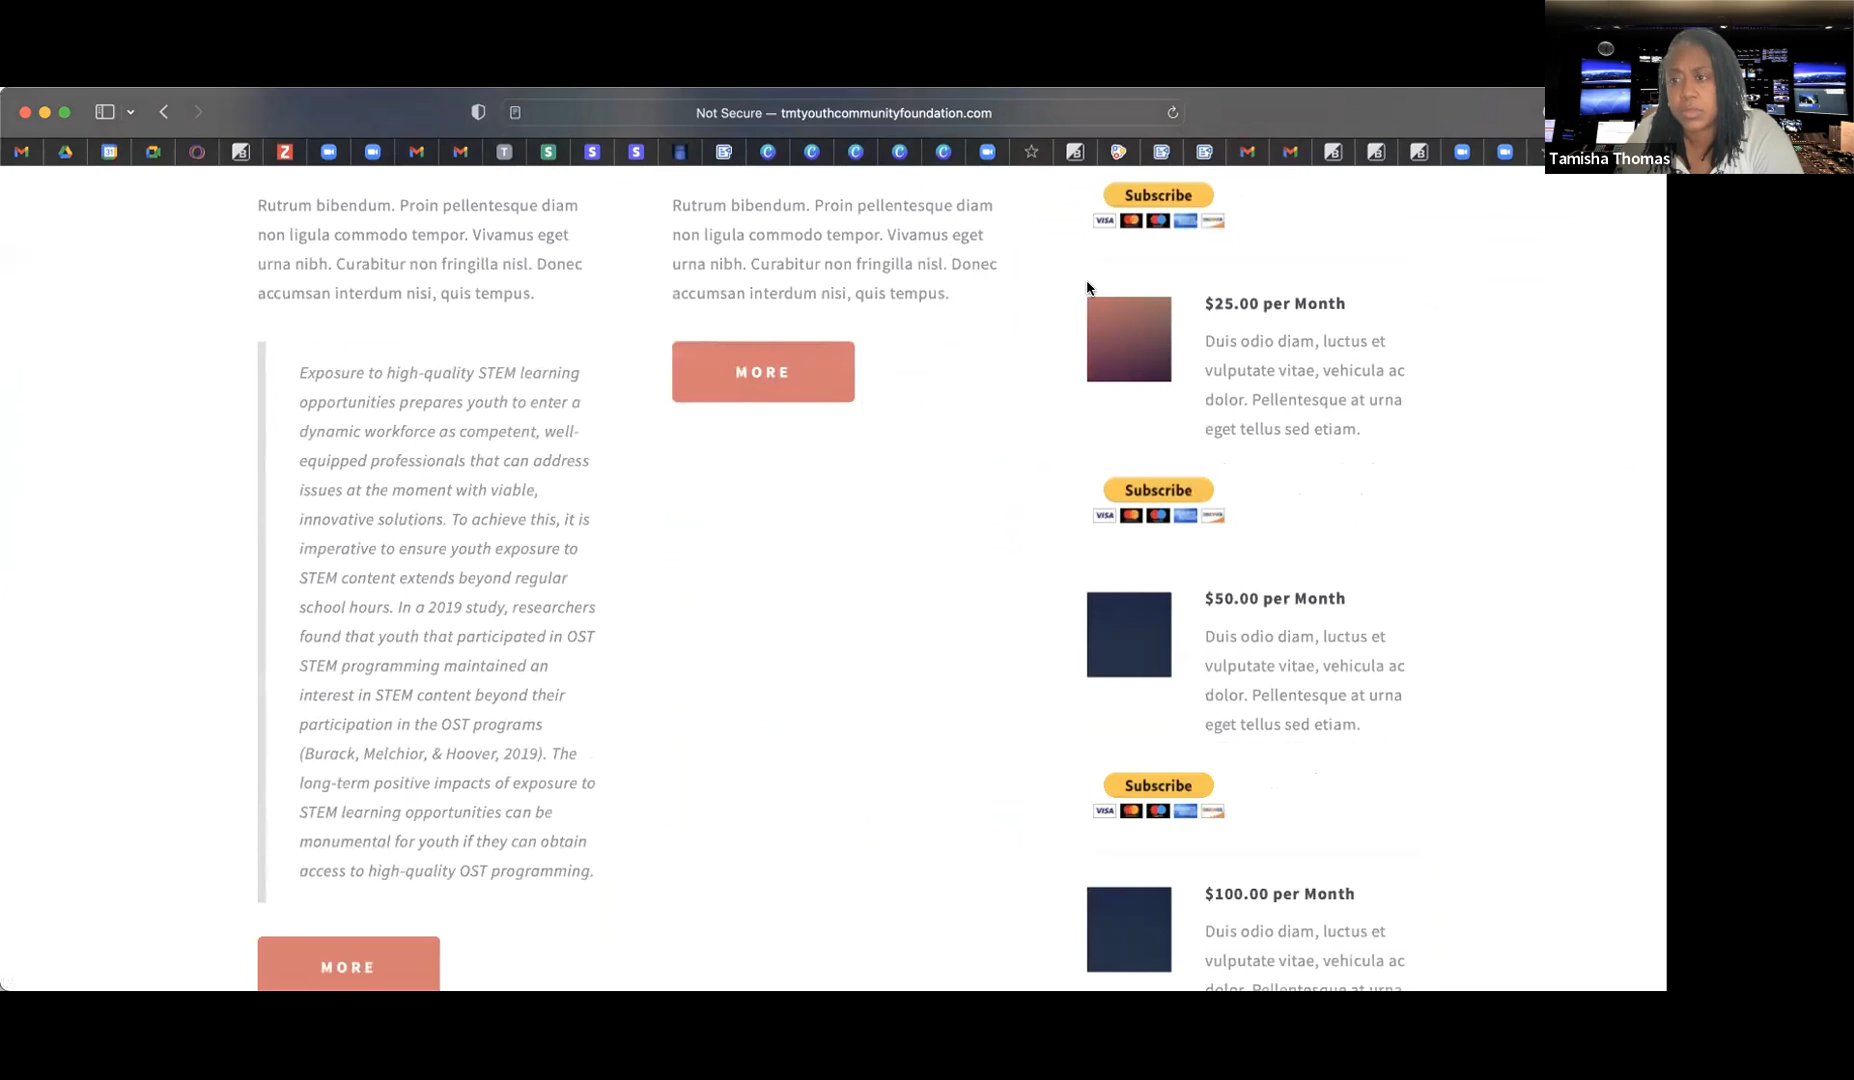 Not Secure — tmtyouthcommunityfoundation.com
Tamisha Thomas
Rutrum bibendum. Proin pellentesque diam
non ligula commodo tempor. Vivamus eget
urna nibh. Curabitur non fringilla nisl. Donec
accumsan interdum nisi, quis tempus.
Exposure to high-quality STEM learning
opportunities prepares youth to enter a
dynamic workforce as competent, well-
equipped professionals that can address
issues at the moment with viable,
innovative solutions. To achieve this, it is
imperative to ensure youth exposure to
STEM content extends beyond regular
school hours. In a 2019 study, researchers
found that youth that participated in OST
STEM programming maintained an
interest in STEM content beyond their
participation in the OST programs
(Burack, Melchior, & Hoover, 2019). The
long-term positive impacts of exposure to
STEM learning opportunities can be
monumental for youth if they can obtain
access to high-quality OST programming.
MORE
Rutrum bibendum. Proin pellentesque diam
non ligula commodo tempor. Vivamus eget
urna nibh. Curabitur non fringilla nisl. Donec
accumsan interdum nisi, quis tempus.
MORE
Subscribe
VISA
$25.00 per Month
Duis odio diam, luctus et
vulputate vitae, vehicula ac
dolor. Pellentesque at urna
eget tellus sed etiam.
Subscribe
VISA
$50.00 per Month
Duis odio diam, luctus et
vulputate vitae, vehicula ac
dolor. Pellentesque at urna
eget tellus sed etiam.
Subscribe
VISA
$100.00 per Month
Duis odio diam, luctus et
vulputate vitae, vehicula ac
dolor. Pellentesque at urna